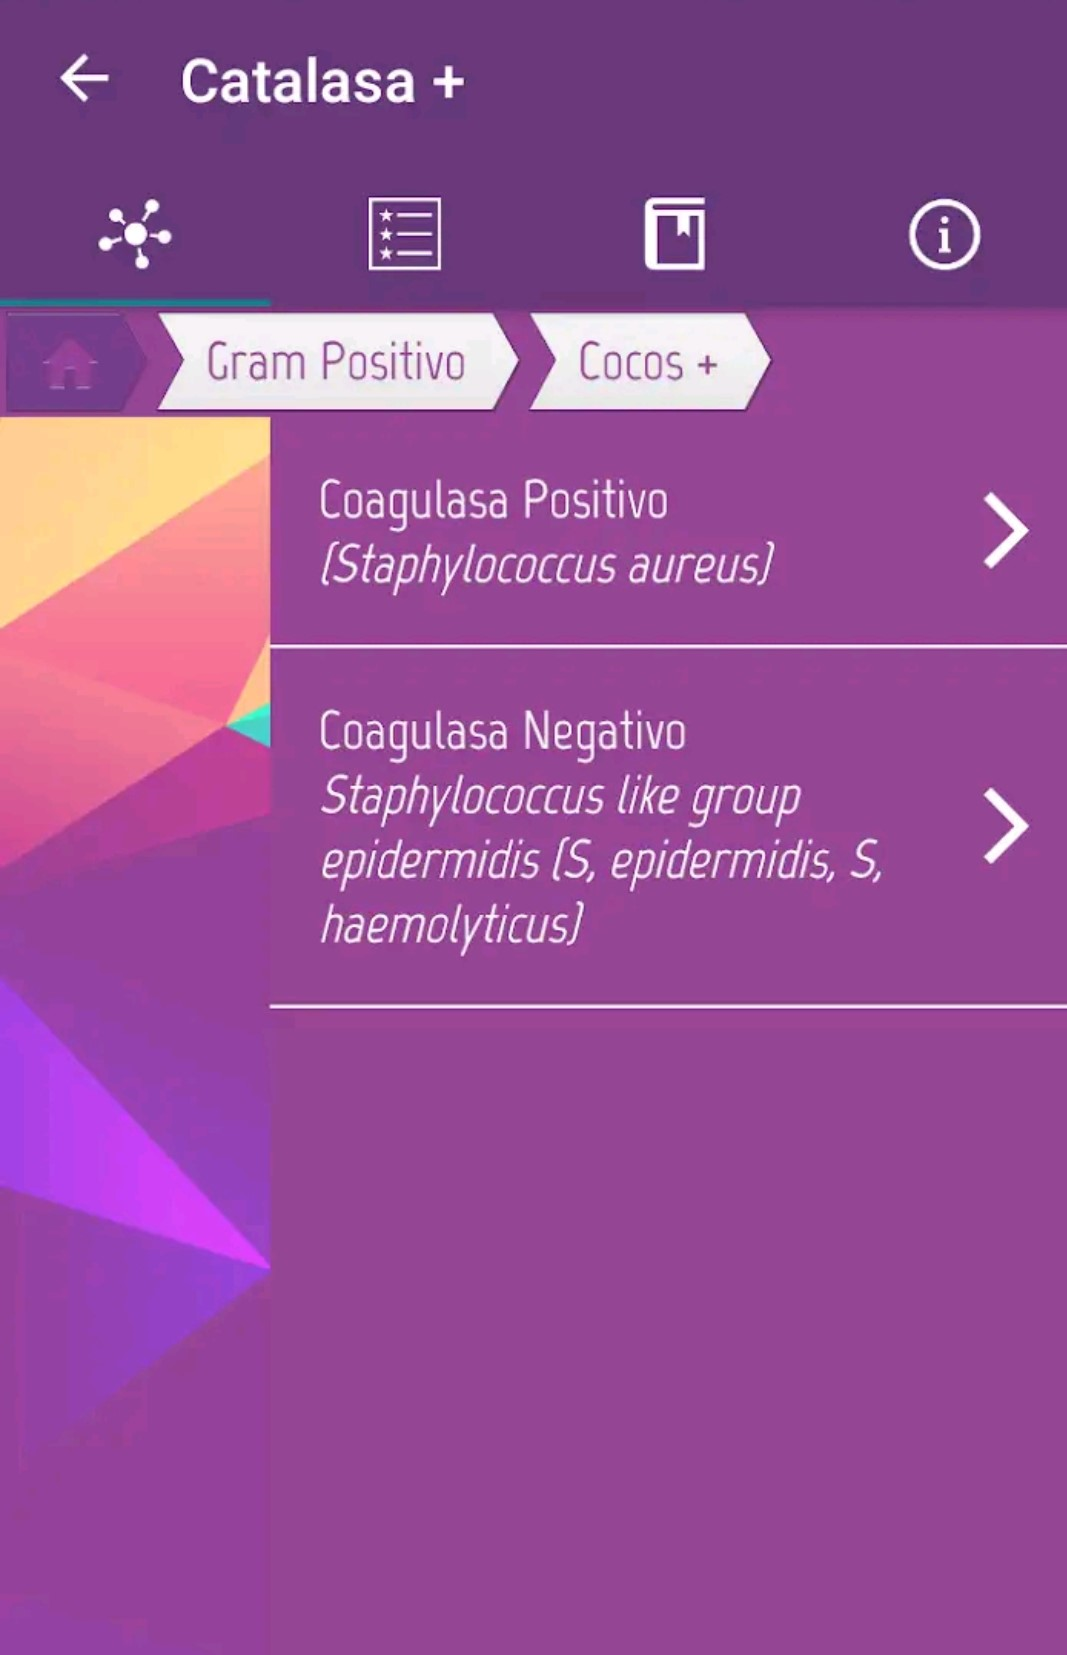 Catalasa +
Gram Positivo
Cocos +
Coagulasa Positivo
(Staphylococcus aureus)
Coagulasa Negativo
Staphylococcus like group
epidermidis (S, epidermidis, S,
haemolyticus)